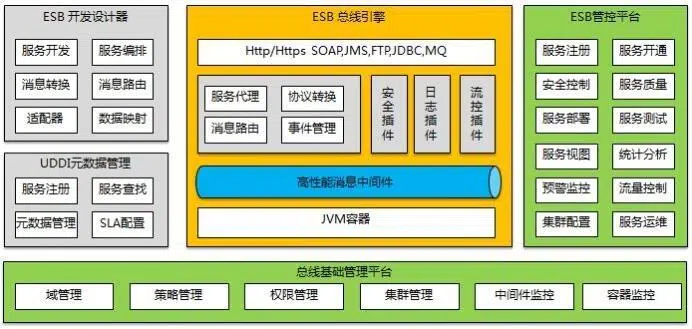 ESB 开发设计器
服务开发 服务编排
消息转换 消息路由
适配器 数据映射
UDDI元数据管理
服务注册 服务查找
元数据管理 SLA配置
ESB 总线引擎
Http/Https SOAP,JMS,FTP,JDBC,MQ
服务代理 协议转换
消息路由 事件管理
安全插件
日志插件
流控插件
高性能消息中间件
JVM容器
ESB管控平台
服务注册 服务开通
安全控制 服务质量
服务部署 服务测试
服务视图 统计分析
预警监控 流量控制
集群配置 服务运维
总线基础管理平台
域管理 策略管理 权限管理 集群管理 中间件监控 容器监控